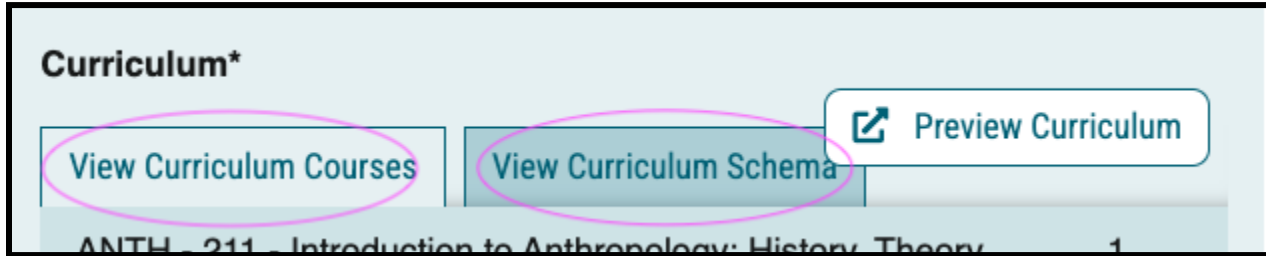 Curriculum*
Preview Curriculum
View Curriculum Courses
View Curriculum Schema
ANTH - 211 - Introduction to Anthropology: History, Theory 1